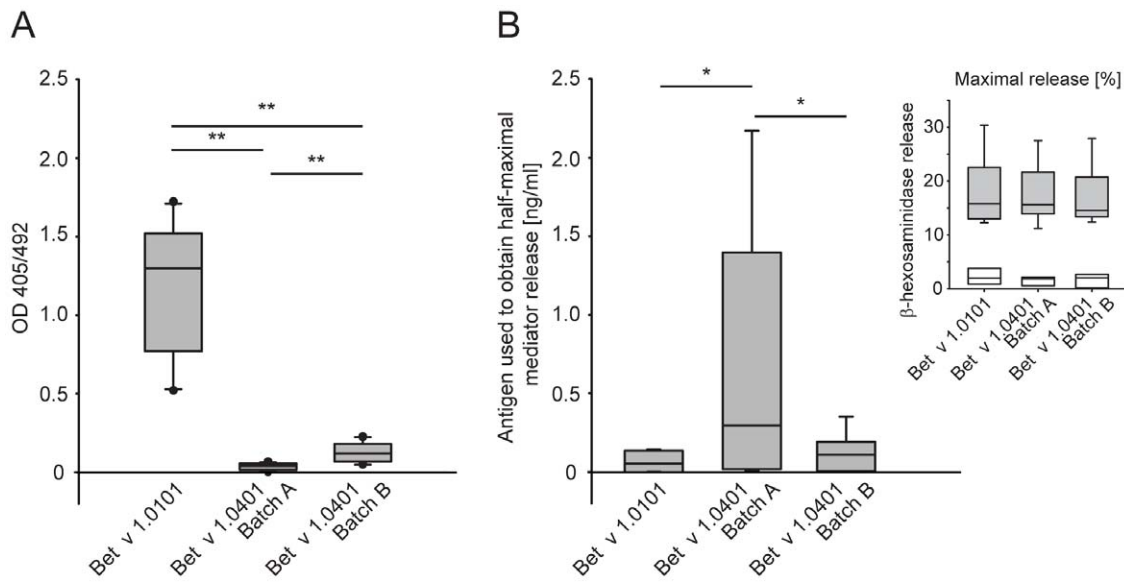 A
OD 405/492
2.5
2.0
1.5
1.0
0.5
0
**
**
**
Bet v 1.0101
Bet v 1.0401
Batch A
Bet v 1.0401
Batch B
B
Antigen used to obtain half-maximal
mediator release [ng/ml]
2.5
2.0
1.5
1.0
0.5
0
*
*
Bet v 1.0101
Bet v 1.0401
Batch A
Bet v 1.0401
Batch B
Maximal release [%]
β-hexosaminidase release
30
20
10
0
Bet v 1.0101
Bet v 1.0401
Batch A
Bet v 1.0401
Batch B